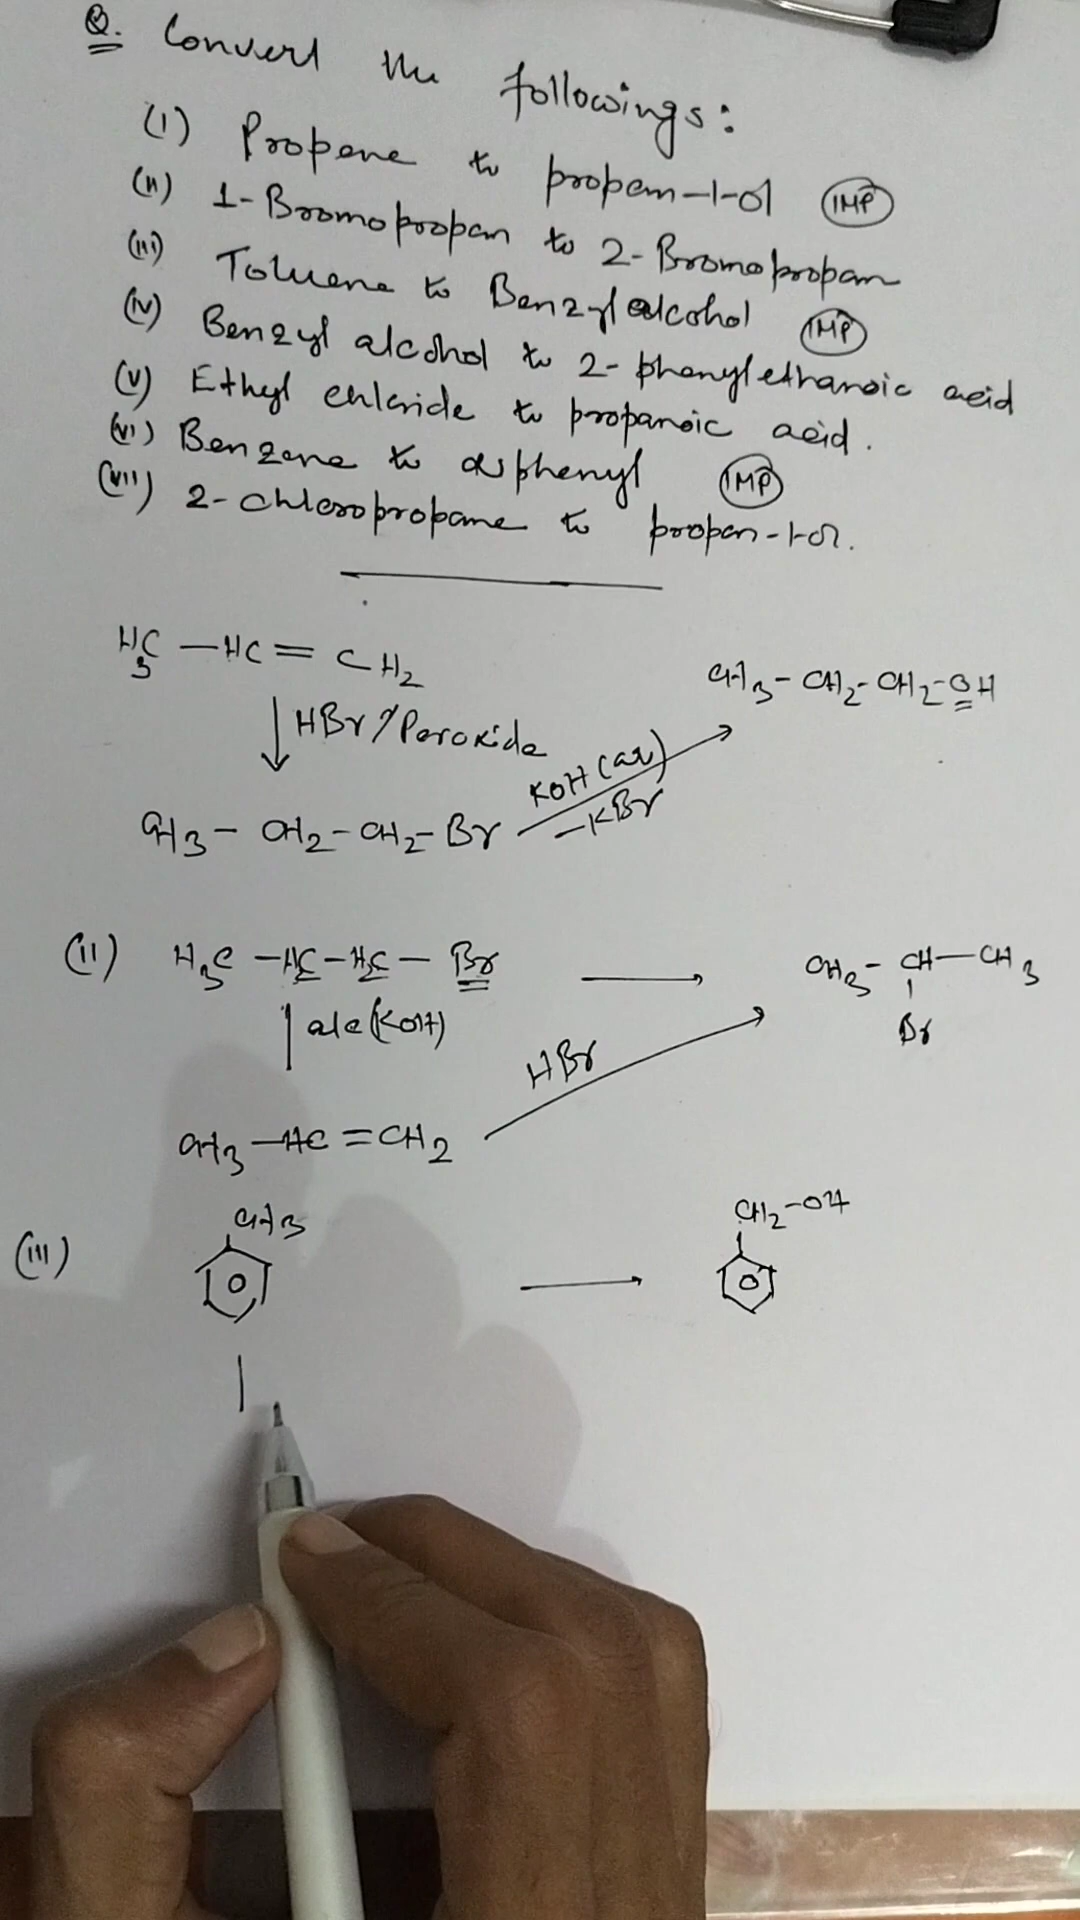 Q. Convert the followings:
(I) Propene to propan-1-ol (IMP)
(II) 1-Bromopropan to 2-Bromopropan
(III) Toluene to Benzyl alcohol (IMP)
(IV) Benzyl alcohol to 2-phenylethanoic acid
(V) Ethyl chloride to propanoic acid.
(VI) Benzene to diphenyl (IMP)
(VII) 2-chloropropane to propan-1-ol.
H3C — HC = CH2
CH3 - CH2 - CH2 - OH
HBr / Peroxide
KOH (aq)
CH3 - CH2 - CH2 - Br
-KBr
(II) H3C - H2C - H2C - Br → CH3 - CH — CH3
Br
alc (KOH)
HBr
CH3 - HC = CH2
(III) CH3 → CH2 - OH